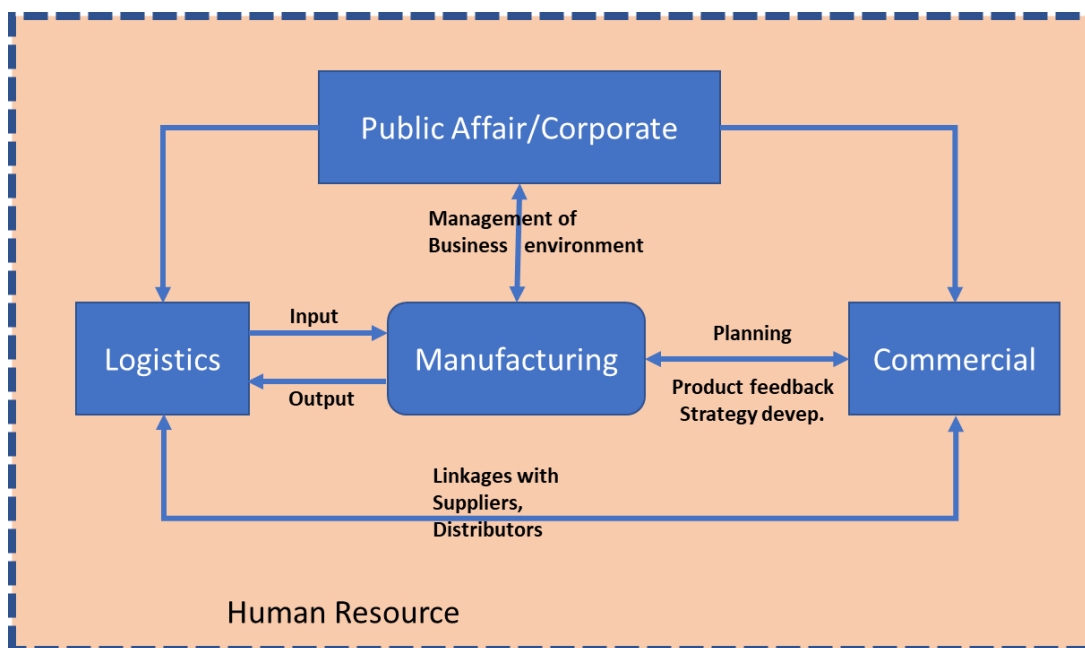 Public Affair/Corporate
Management of
Business environment
Input
Logistics
Manufacturing
Planning
Commercial
Output
Product feedback
Strategy devep.
Linkages with
Suppliers,
Distributors
Human Resource